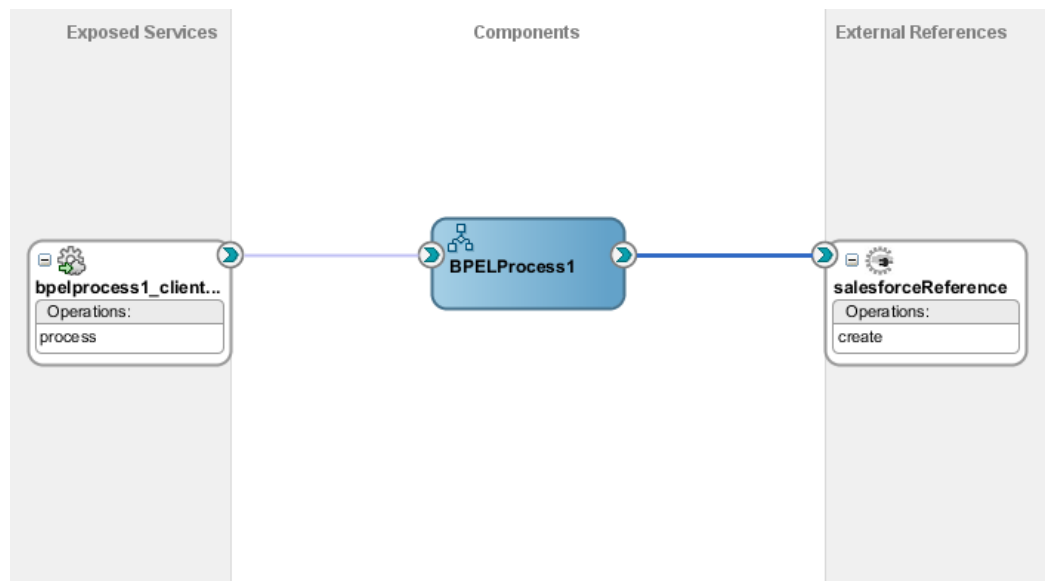 Exposed Services
Components
External References
bpelprocess1_client...
Operations:
process
BPELProcess1
salesforceReference
Operations:
create